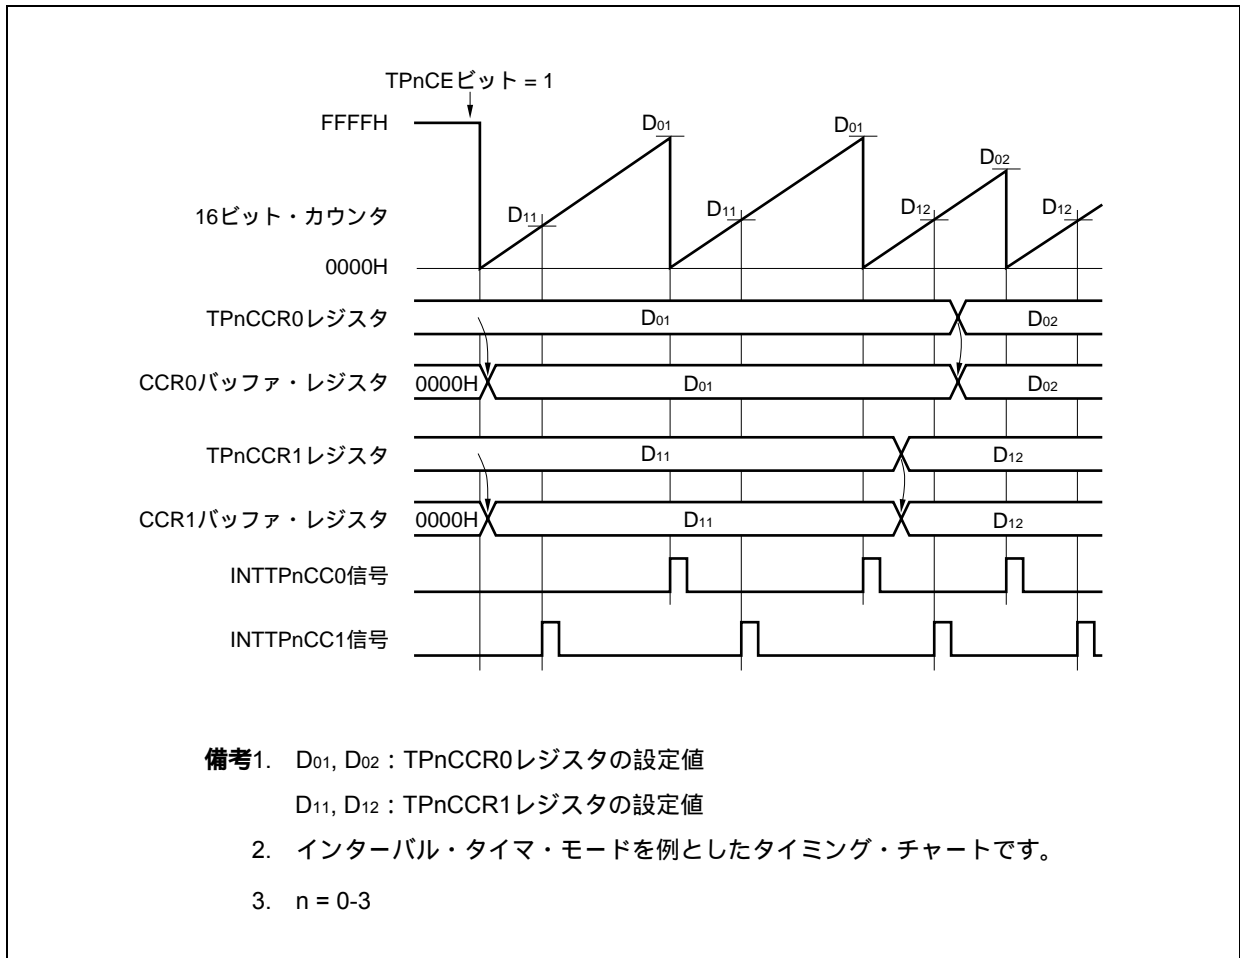 TPnCEビット = 1
FFFFH
D01 D01
D02
16ビット・カウンタ
D11 D11 D12 D12
0000H
TPnCCR0レジスタ D01 D02
CCR0バッファ・レジスタ 0000H D01 D02
TPnCCR1レジスタ D11 D12
CCR1バッファ・レジスタ 0000H D11 D12
INTTPnCC0信号
INTTPnCC1信号
備考1. D01, D02：TPnCCR0レジスタの設定値
D11, D12：TPnCCR1レジスタの設定値
2. インターバル・タイマ・モードを例としたタイミング・チャートです。
3. n = 0-3